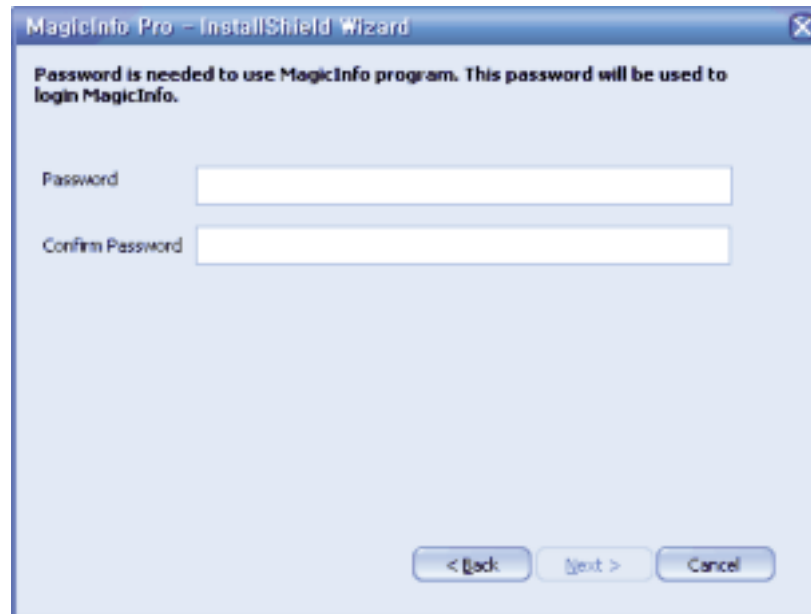 MagicInfo Pro - InstallShield Wizard
Password is needed to use MagicInfo program. This password will be used to
login MagicInfo.
Password
Confirm Password
< Back Next > Cancel